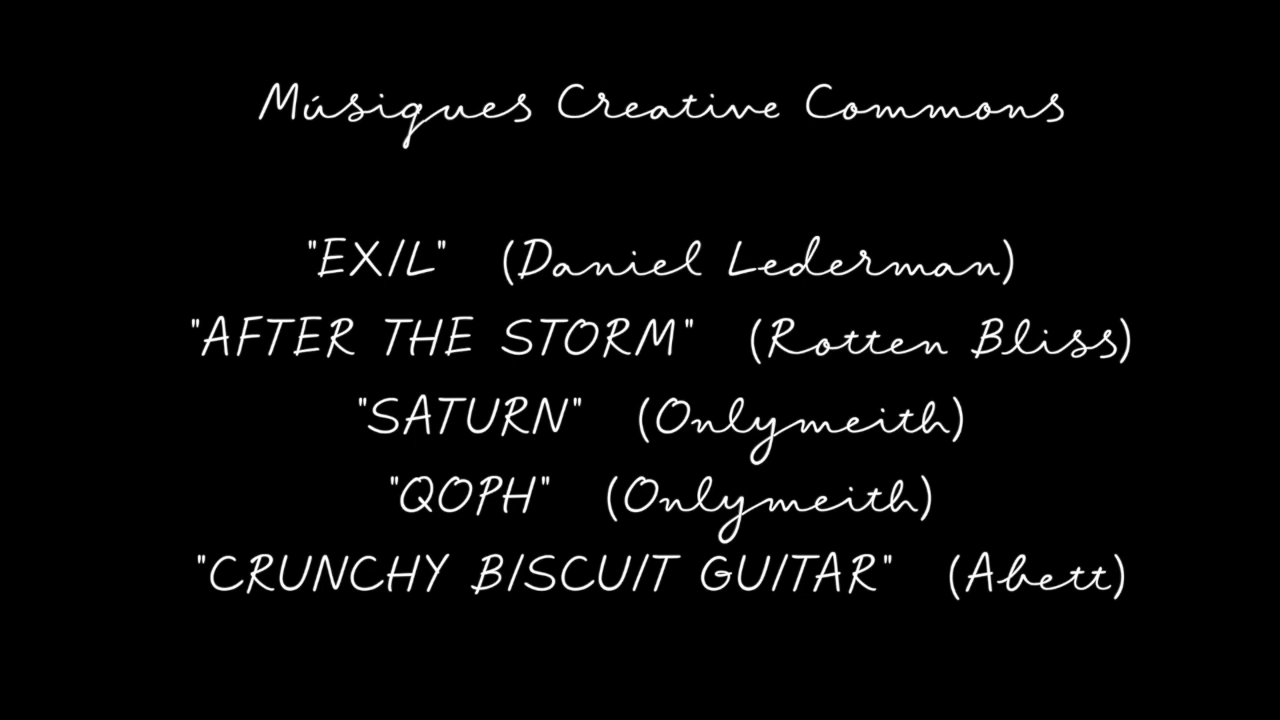 Músiques Creative Commons
"EXIL" (Daniel Lederman)
"AFTER THE STORM" (Rotten Bliss)
"SATURN" (Onlymeith)
"QOPH" (Onlymeith)
"CRUNCHY BISCUIT GUITAR" (Abett)